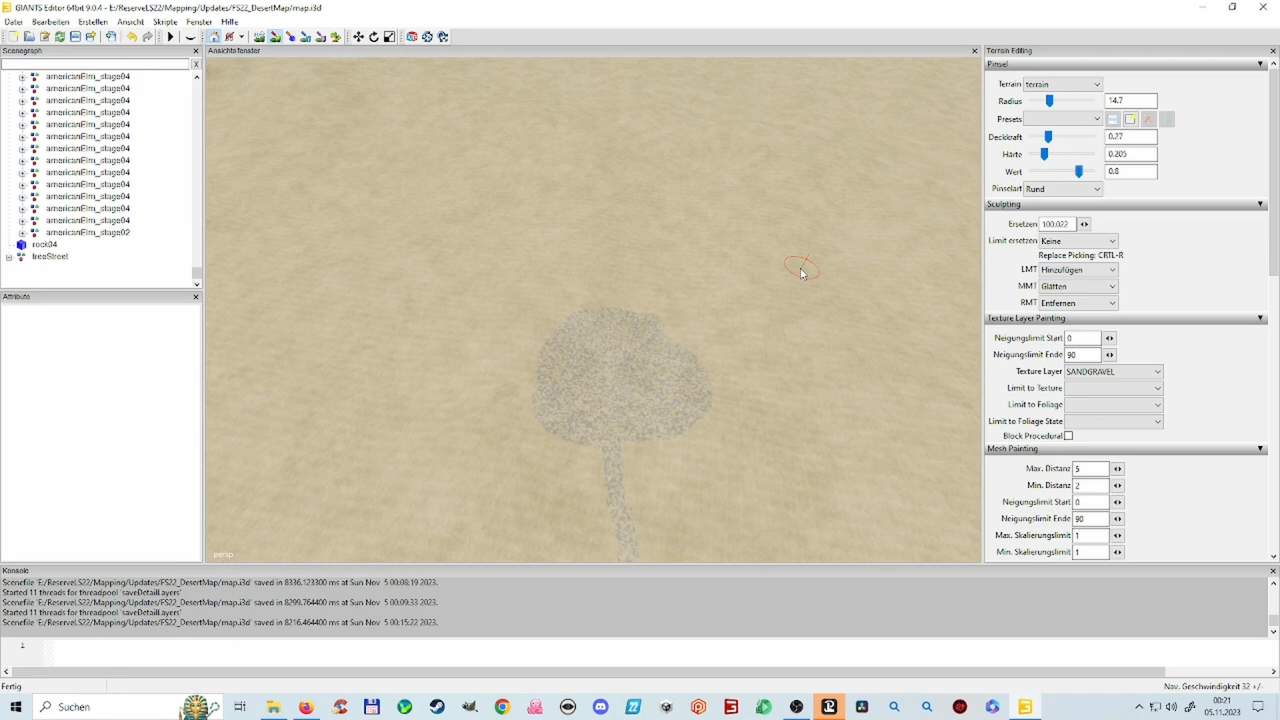 GIANTS Editor 64bit 9.0.4 - E:/ReserveLS22/Mapping/Updates/FS22_DesertMap/map.i3d
Datei Bearbeiten Erstellen Ansicht Skripte Fenster Hilfe
Scenegraph
X
americanElm_stage04
americanElm_stage04
americanElm_stage04
americanElm_stage04
americanElm_stage04
americanElm_stage04
americanElm_stage04
americanElm_stage04
americanElm_stage04
americanElm_stage04
americanElm_stage04
americanElm_stage04
americanElm_stage04
americanElm_stage02
rock04
treeStreet
Attribute
Ansichtsfenster
persp
Terrain Editing
Pinsel
Terrain terrain
Radius 14.7
Presets
Deckkraft 0.27
Härte 0.205
Wert 0.8
Pinselart Rund
Sculpting
Ersetzen 100.022
Limit ersetzen Keine
Replace Picking: CRTL-R
LMT Hinzufügen
MMT Glätten
RMT Entfernen
Texture Layer Painting
Neigungslimit Start 0
Neigungslimit Ende 90
Texture Layer SANDGRAVEL
Limit to Texture
Limit to Foliage
Limit to Foliage State
Block Procedural
Mesh Painting
Max. Distanz 5
Min. Distanz 2
Neigungslimit Start 0
Neigungslimit Ende 90
Max. Skalierungslimit 1
Min. Skalierungslimit 1
Konsole
Scenefile 'E:/ReserveLS22/Mapping/Updates/FS22_DesertMap/map.i3d' saved in 8336.123300 ms at Sun Nov 5 00:08:19 2023.
Started 11 threads for threadpool 'saveDetailLayers'
Scenefile 'E:/ReserveLS22/Mapping/Updates/FS22_DesertMap/map.i3d' saved in 8299.764400 ms at Sun Nov 5 00:09:33 2023.
Started 11 threads for threadpool 'saveDetailLayers'
Scenefile 'E:/ReserveLS22/Mapping/Updates/FS22_DesertMap/map.i3d' saved in 8216.464400 ms at Sun Nov 5 00:15:22 2023.
1
Fertig
Nav. Geschwindigkeit 32 +/-
Suchen
00:21
05.11.2023